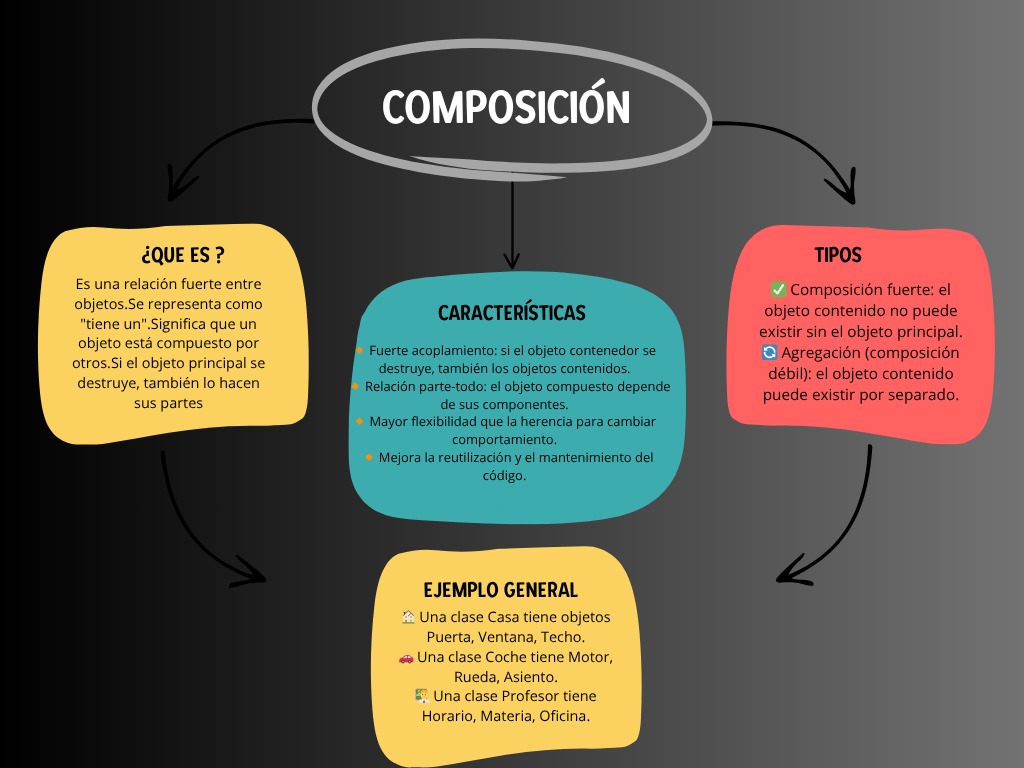 COMPOSICIÓN
¿QUE ES ?
Es una relación fuerte entre
objetos.Se representa como
"tiene un".Significa que un
objeto está compuesto por
otros.Si el objeto principal se
destruye, también lo hacen
sus partes
CARACTERÍSTICAS
🔸 Fuerte acoplamiento: si el objeto contenedor se
destruye, también los objetos contenidos.
🔸 Relación parte-todo: el objeto compuesto depende
de sus componentes.
🔸 Mayor flexibilidad que la herencia para cambiar
comportamiento.
🔸 Mejora la reutilización y el mantenimiento del
código.
TIPOS
✅ Composición fuerte: el
objeto contenido no puede
existir sin el objeto principal.
🔄 Agregación (composición
débil): el objeto contenido
puede existir por separado.
EJEMPLO GENERAL
🏠 Una clase Casa tiene objetos
Puerta, Ventana, Techo.
🚗 Una clase Coche tiene Motor,
Rueda, Asiento.
👨‍🏫 Una clase Profesor tiene
Horario, Materia, Oficina.